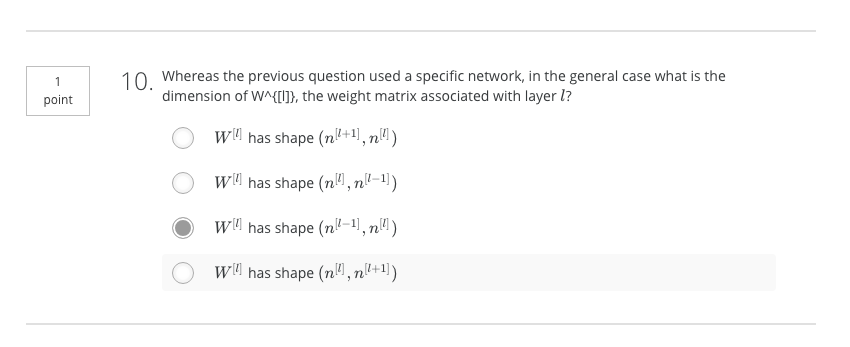 1
point
10. Whereas the previous question used a specific network, in the general case what is the
dimension of W^{[l]}, the weight matrix associated with layer l?
W^[l] has shape (n^[l+1], n^[l])
W^[l] has shape (n^[l], n^[l−1])
W^[l] has shape (n^[l−1], n^[l])
W^[l] has shape (n^[l], n^[l+1])